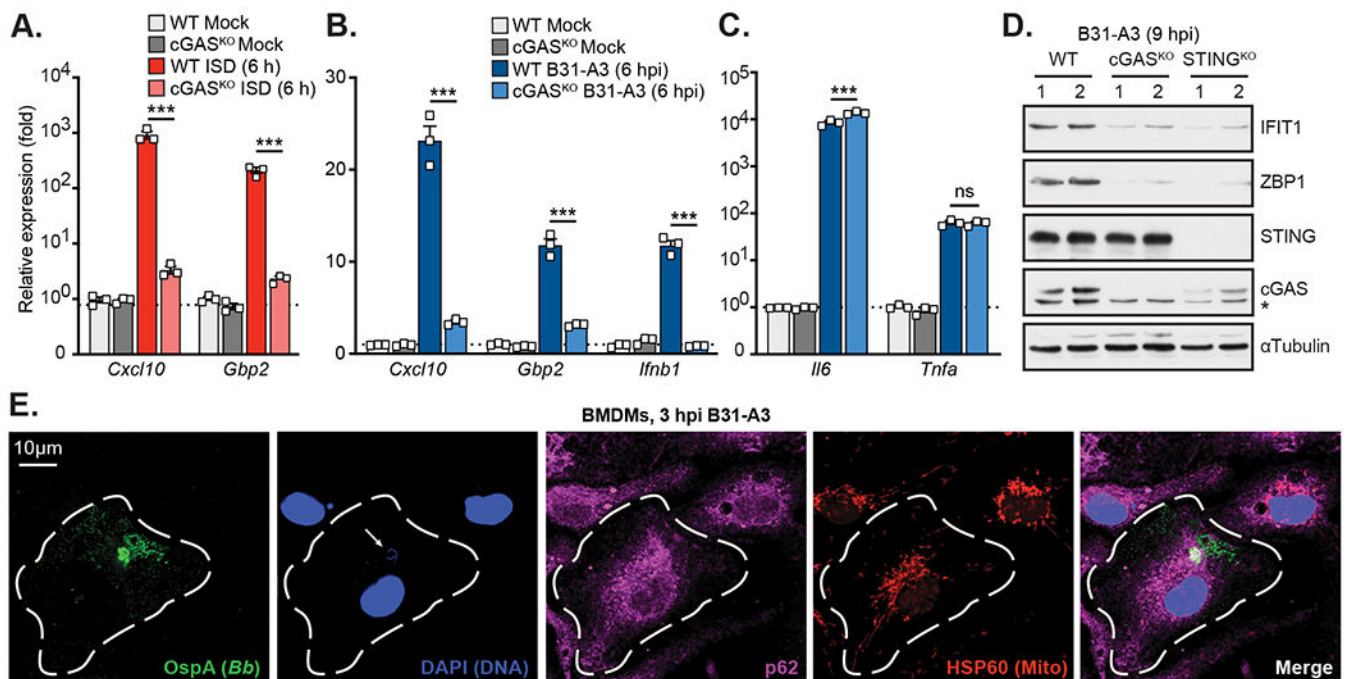 A.
WT Mock
cGASᴷᴼ Mock
WT ISD (6 h)
cGASᴷᴼ ISD (6 h)
Relative expression (fold)
10³
10²
10¹
10⁰
0
***
***
Cxcl10
Gbp2
B.
WT Mock
cGASᴷᴼ Mock
WT B31-A3 (6 hpi)
cGASᴷᴼ B31-A3 (6 hpi)
30
20
10
0
***
***
***
Cxcl10
Gbp2
Ifnb1
C.
10⁵
10⁴
10³
10²
10¹
10⁰
0
***
ns
Il6
Tnfa
D.
B31-A3 (9 hpi)
WT cGASᴷᴼ STINGᴷᴼ
1 2 1 2 1 2
IFIT1
ZBP1
STING
cGAS
*
αTubulin
E.
BMDMs, 3 hpi B31-A3
10μm
OspA (Bb)
DAPI (DNA)
p62
HSP60 (Mito)
Merge